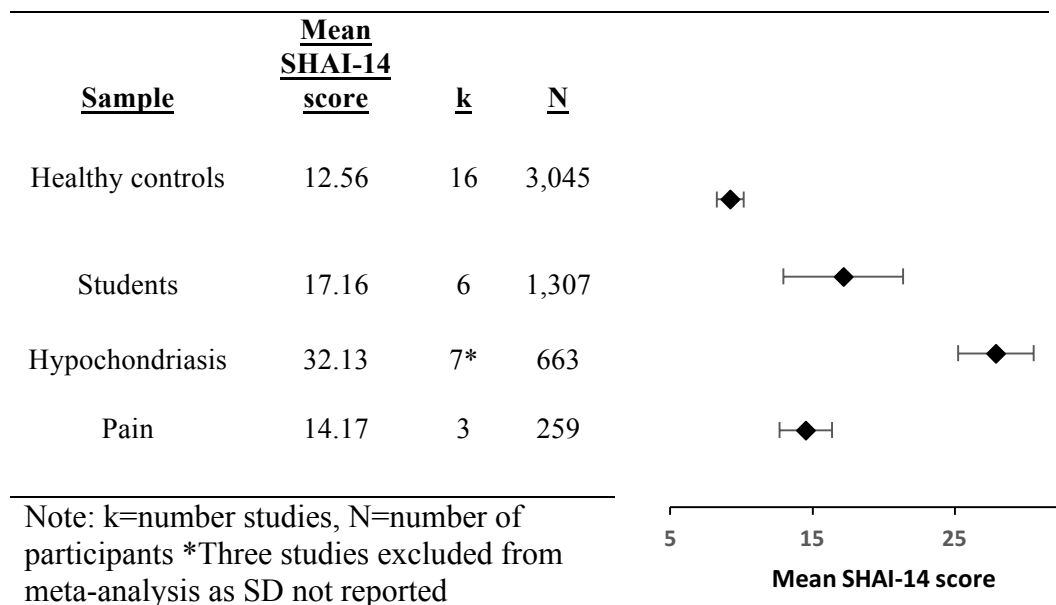 Mean
SHAI-14
Sample score k N
Healthy controls 12.56 16 3,045
Students 17.16 6 1,307
Hypochondriasis 32.13 7* 663
Pain 14.17 3 259
Note: k=number studies, N=number of
participants *Three studies excluded from
meta-analysis as SD not reported
5 15 25
Mean SHAI-14 score